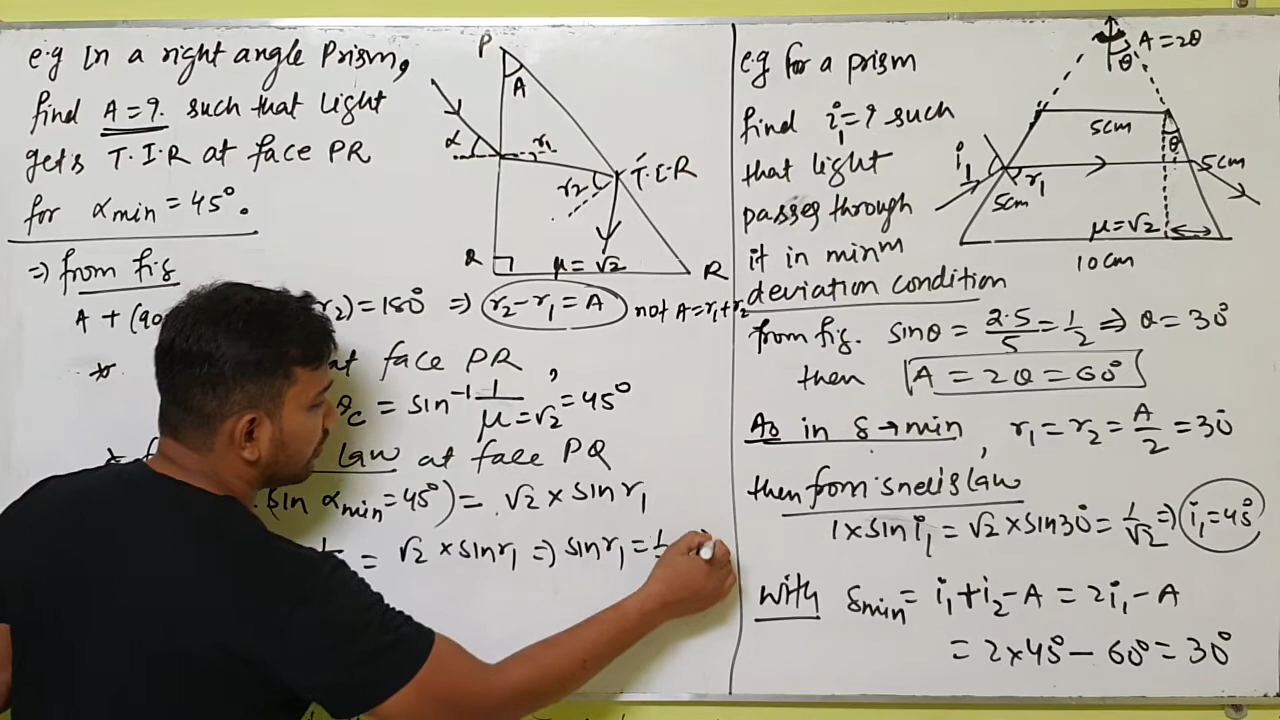 e.g In a right angle Prism,
find A = ?. such that light
gets T.I.R at face PR
for αmin = 45°.
=> from fig
A + (90 r2) = 180° => r2 - r1 = A not A = r1 + r2
* at face PR,
θc = sin⁻¹ 1/μ=√2 = 45°
Law at face PQ
(sin αmin = 45°) = √2 × sin r1
= √2 × sin r1 => sin r1 = 1/
P
A
α
r1
r2
T.I.R
μ = √2
R
R
e.g for a prism
find i1 = ? such
that light
passes through
it in minm
deviation condition
A = 2θ
θ
5cm
θ
5cm
i1
r1
5cm
μ = √2
10cm
from fig. sinθ = 2.5/5 = 1/2 => θ = 30°
then A = 2θ = 60°
As in δ → min, r1 = r2 = A/2 = 30
then from snell's law
1 × sin i1 = √2 × sin30 = 1/√2 => i1 = 45°
with δmin = i1 + i2 - A = 2i1 - A
= 2×45° - 60° = 30°